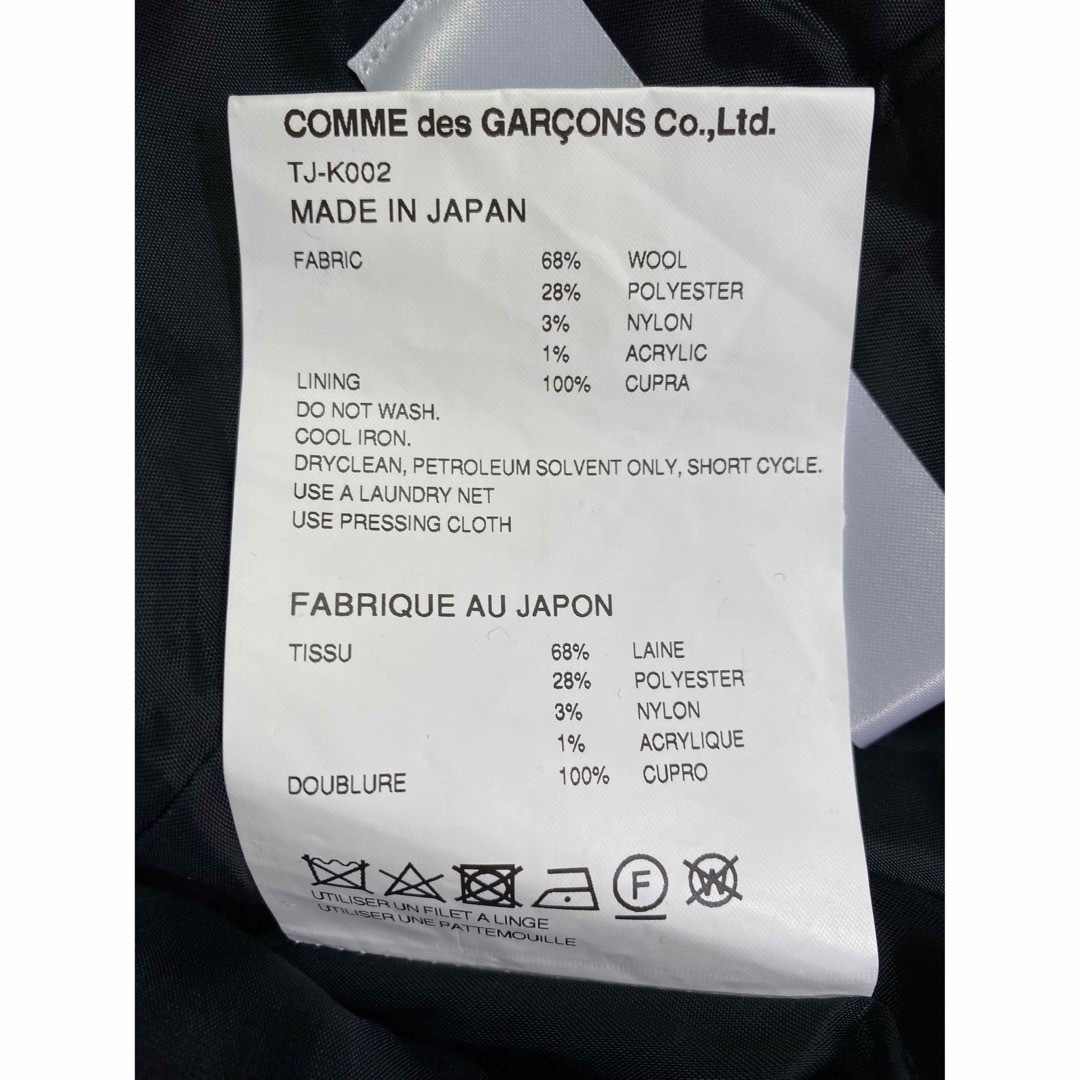 COMME des GARÇONS Co.,Ltd.
TJ-K002
MADE IN JAPAN
FABRIC 68% WOOL
28% POLYESTER
3% NYLON
1% ACRYLIC
LINING 100% CUPRA
DO NOT WASH.
COOL IRON.
DRYCLEAN, PETROLEUM SOLVENT ONLY, SHORT CYCLE.
USE A LAUNDRY NET
USE PRESSING CLOTH
FABRIQUE AU JAPON
TISSU 68% LAINE
28% POLYESTER
3% NYLON
1% ACRYLIQUE
DOUBLURE 100% CUPRO
F W
UTILISER UN FILET A LINGE
UTILISER UNE PATTEMOUILLE